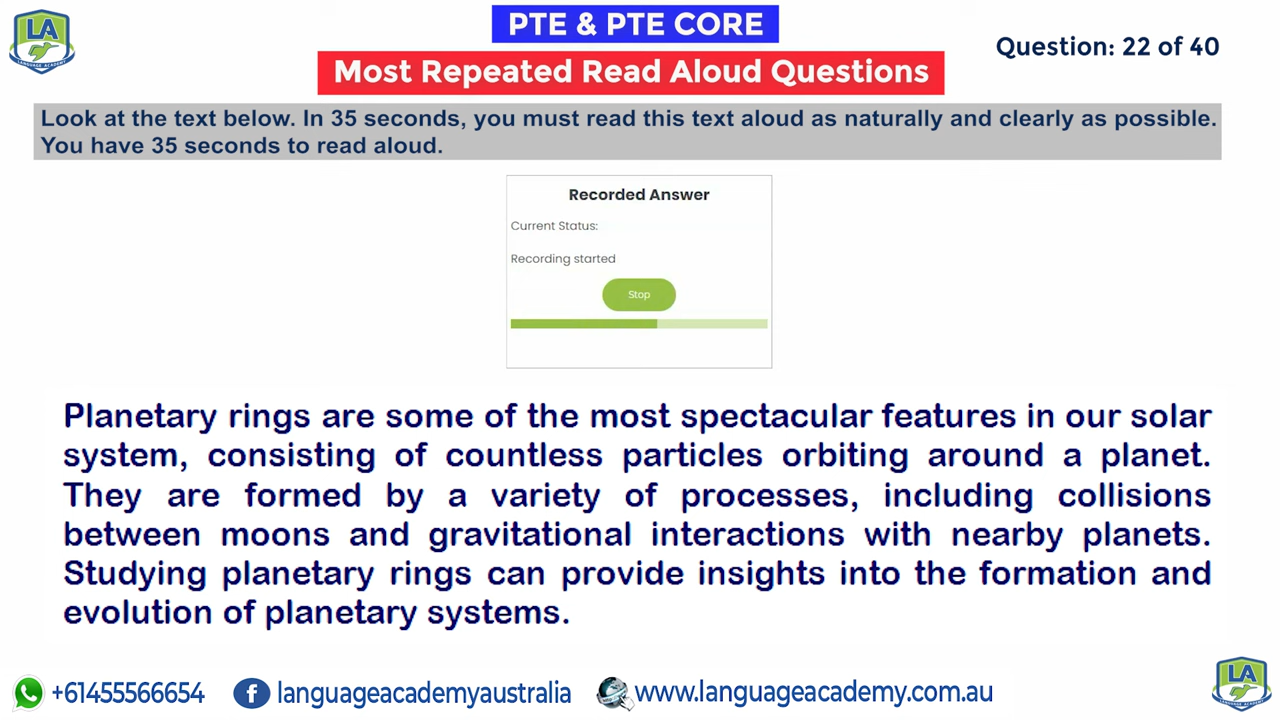 LA
LANGUAGE ACADEMY
PTE & PTE CORE
Most Repeated Read Aloud Questions
Question: 22 of 40
Look at the text below. In 35 seconds, you must read this text aloud as naturally and clearly as possible.
You have 35 seconds to read aloud.
Recorded Answer
Current Status:
Recording started
Stop
Planetary rings are some of the most spectacular features in our solar
system, consisting of countless particles orbiting around a planet.
They are formed by a variety of processes, including collisions
between moons and gravitational interactions with nearby planets.
Studying planetary rings can provide insights into the formation and
evolution of planetary systems.
+61455566654
languageacademyaustralia
www.languageacademy.com.au
LA
LANGUAGE ACADEMY